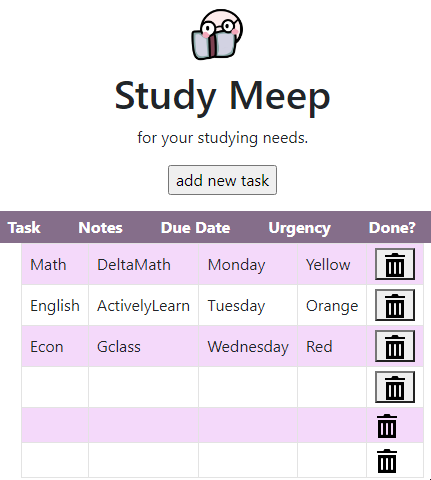 Study Meep
for your studying needs.
add new task
Task Notes Due Date Urgency Done?
Math DeltaMath Monday Yellow
English ActivelyLearn Tuesday Orange
Econ Gclass Wednesday Red